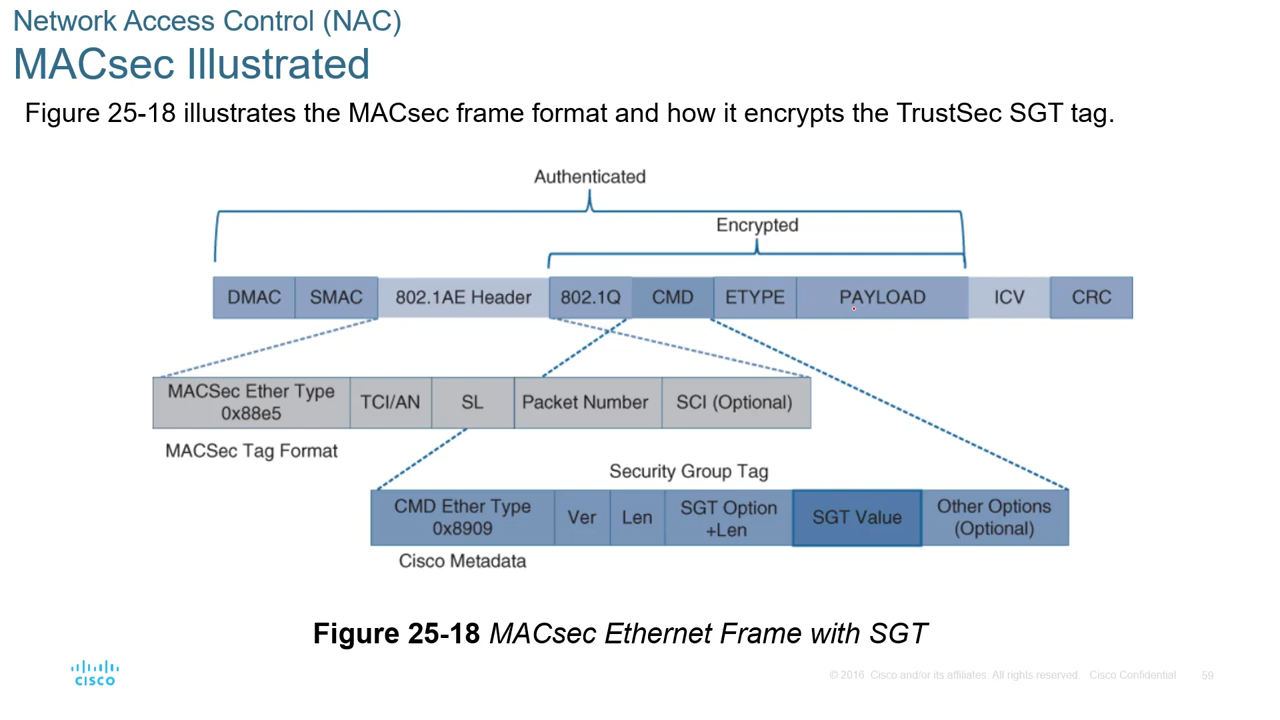 Network Access Control (NAC)
MACsec Illustrated
Figure 25-18 illustrates the MACsec frame format and how it encrypts the TrustSec SGT tag.
Authenticated
Encrypted
DMAC SMAC 802.1AE Header 802.1Q CMD ETYPE PAYLOAD ICV CRC
MACSec Ether Type
0x88e5
TCI/AN SL Packet Number SCI (Optional)
MACSec Tag Format
Security Group Tag
CMD Ether Type
0x8909
Ver Len
SGT Option
+Len
SGT Value
Other Options
(Optional)
Cisco Metadata
Figure 25-18 MACsec Ethernet Frame with SGT
CISCO
© 2016 Cisco and/or its affiliates. All rights reserved. Cisco Confidential 59